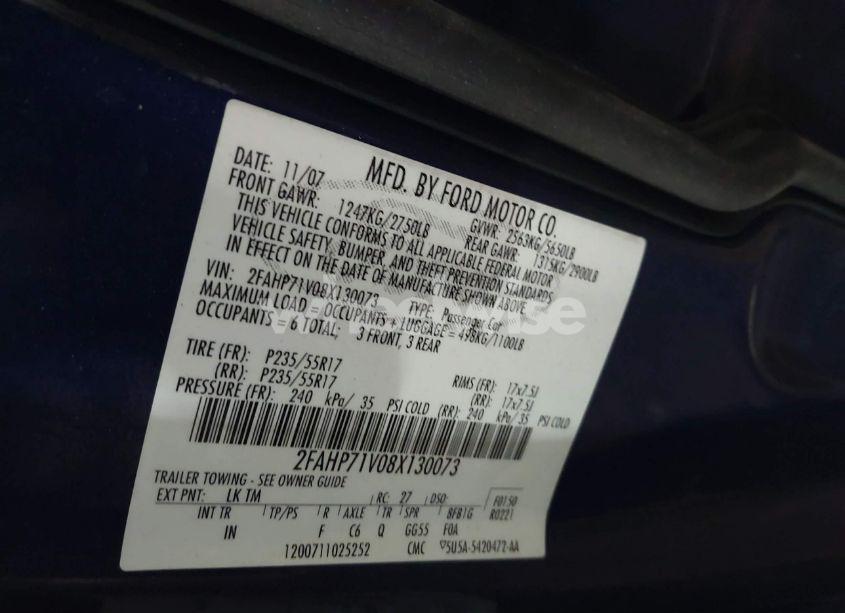 DATE: 11/07 MFD. BY FORD MOTOR CO.
FRONT GAWR: 1247KG/2750LB GVWR: 2563KG/5650LB
REAR GAWR: 1315KG/2900LB
THIS VEHICLE CONFORMS TO ALL APPLICABLE FEDERAL MOTOR
VEHICLE SAFETY, BUMPER, AND THEFT PREVENTION STANDARDS
IN EFFECT ON THE DATE OF MANUFACTURE SHOWN ABOVE.
VIN: 2FAHP71V08X130073 TYPE: Passenger Car
MAXIMUM LOAD = OCCUPANTS + LUGGAGE = 498KG/1100LB
OCCUPANTS = 6 TOTAL; 3 FRONT, 3 REAR
TIRE (FR): P235/55R17 RIMS (FR): 17x7.5J
(RR): P235/55R17 (RR): 17x7.5J
PRESSURE (FR): 240 kPa/ 35 PSI COLD (RR): 240 kPa/ 35 PSI COLD
2FAHP71V08X130073
TRAILER TOWING - SEE OWNER GUIDE
EXT PNT: LK TM RC: 27 DSO: F0150
INT TR TP/PS R AXLE TR SPR 8FB1G R0221
IN F C6 Q GG55 F0A
1200711025252 CMC 5U5A-5420472-AA